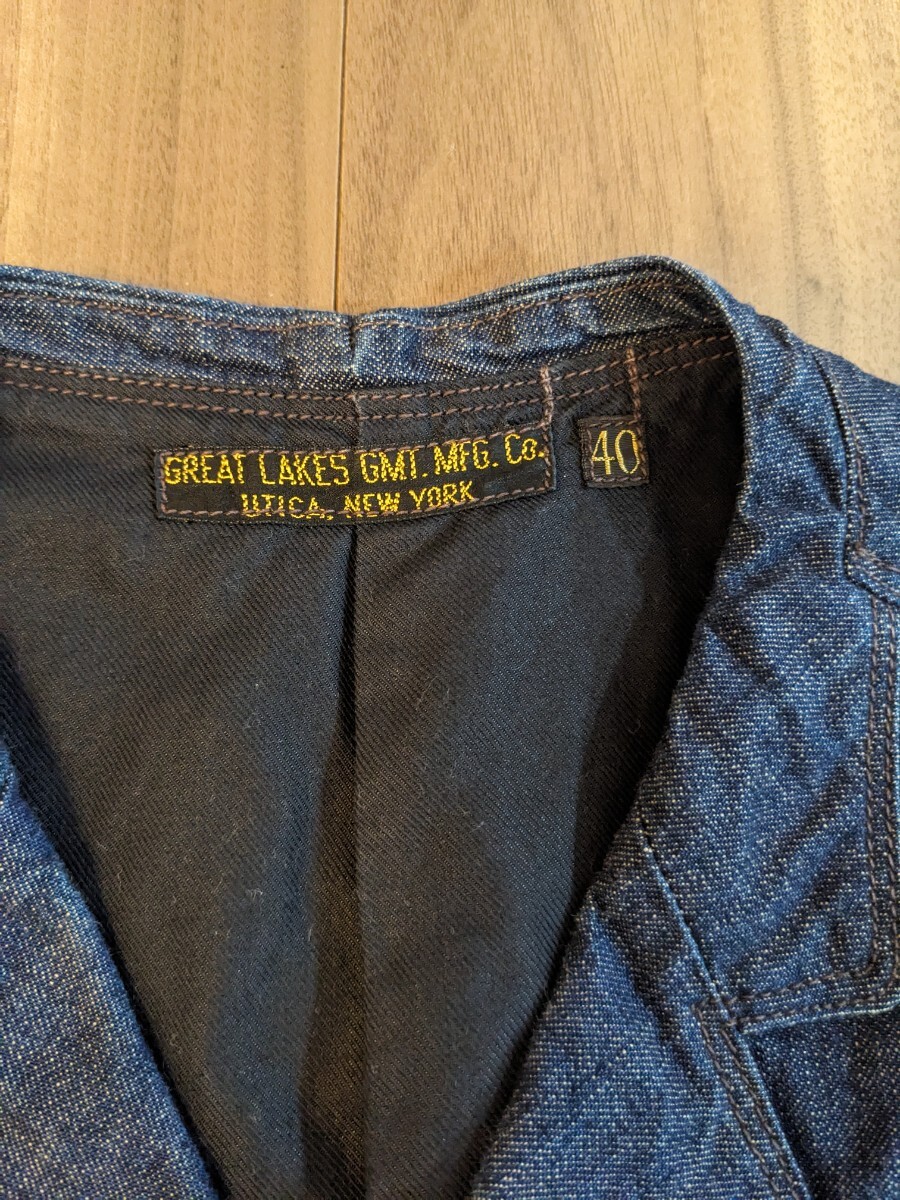 GREAT LAKES GMT. MFG. Co.
UTICA, NEW YORK
40